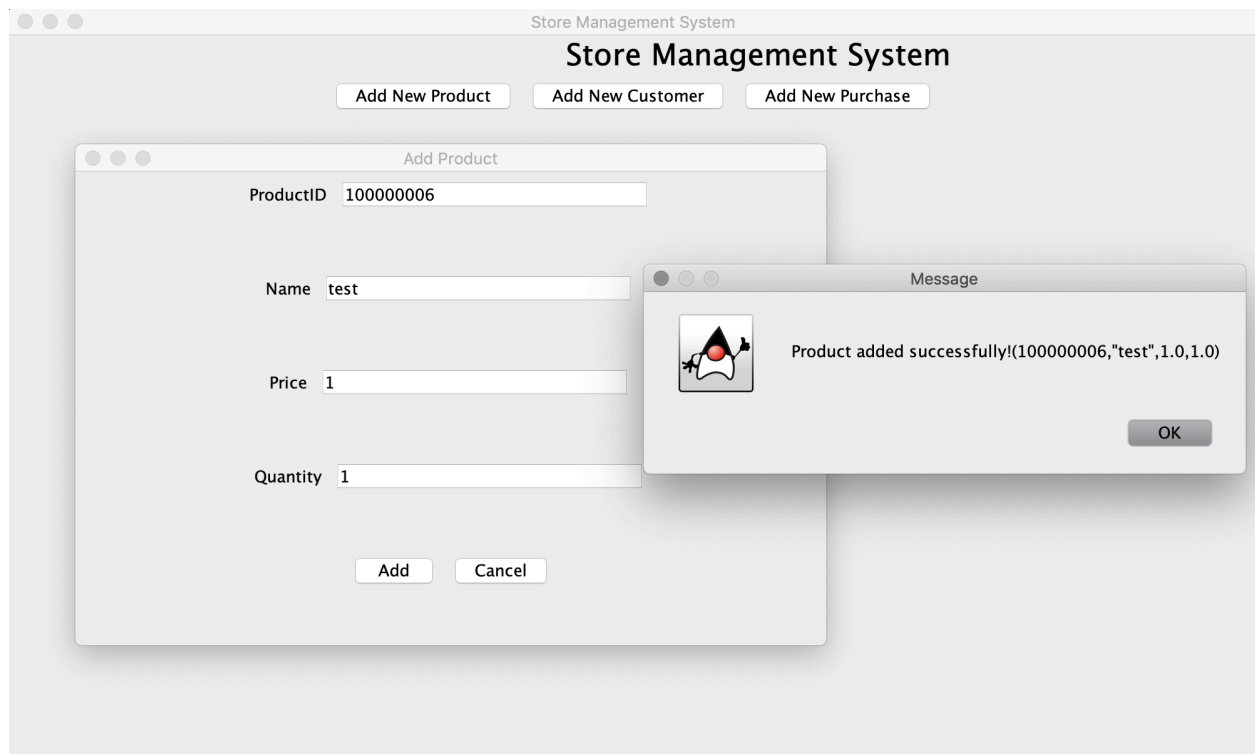 Store Management System
Store Management System
Add New Product Add New Customer Add New Purchase
Add Product
ProductID 100000006
Name test
Price 1
Quantity 1
Add Cancel
Message
Product added successfully!(100000006,"test",1.0,1.0)
OK